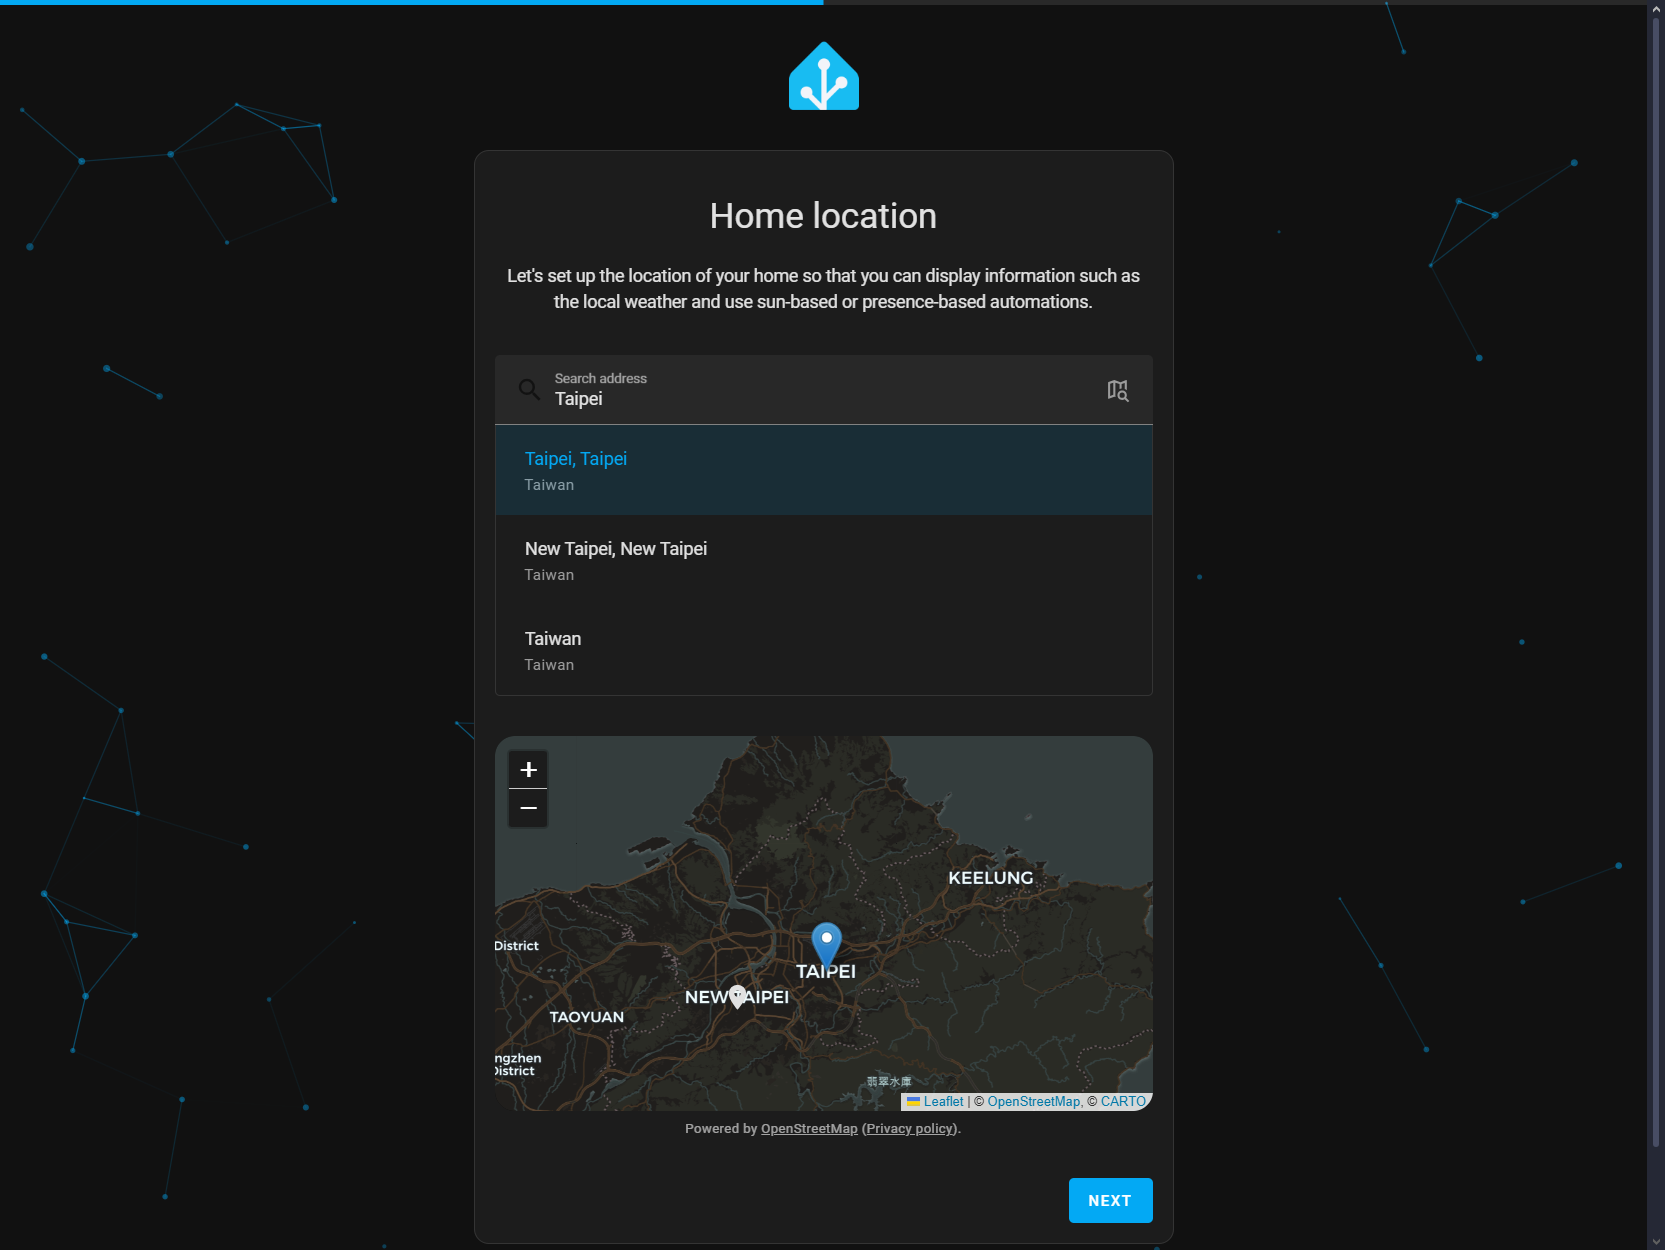 Home location
Let's set up the location of your home so that you can display information such as
the local weather and use sun-based or presence-based automations.
Search address
Taipei
Taipei, Taipei
Taiwan
New Taipei, New Taipei
Taiwan
Taiwan
Taiwan
+
−
KEELUNG
District
TAIPEI
NEW TAIPEI
TAOYUAN
ngzhen
District
翡翠水庫
Leaflet | © OpenStreetMap, © CARTO
Powered by OpenStreetMap (Privacy policy).
NEXT